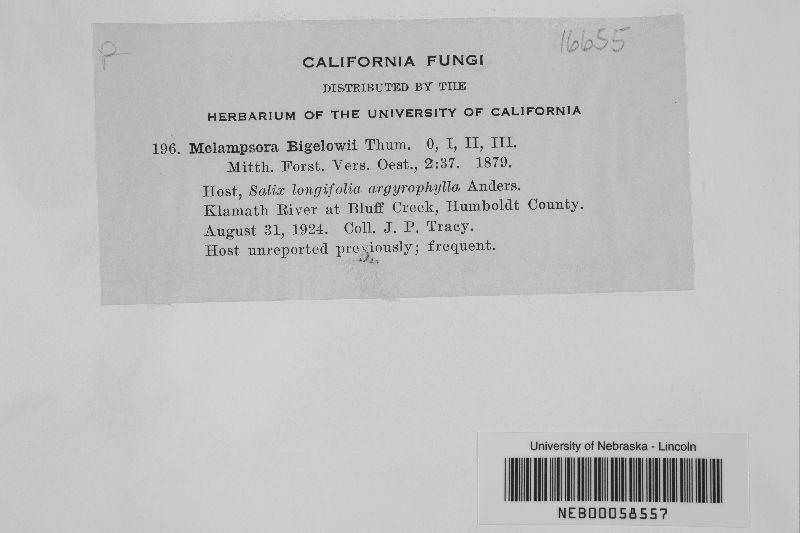 P
16655
CALIFORNIA FUNGI
DISTRIBUTED BY THE
HERBARIUM OF THE UNIVERSITY OF CALIFORNIA
196. Melampsora Bigelowii Thum. 0, I, II, III.
Mitth. Forst. Vers. Oest., 2:37. 1879.
Host, Salix longifolia argyrophylla Anders.
Klamath River at Bluff Creek, Humboldt County.
August 31, 1924. Coll. J. P. Tracy.
Host unreported previously; frequent.
University of Nebraska - Lincoln
NEB00058557